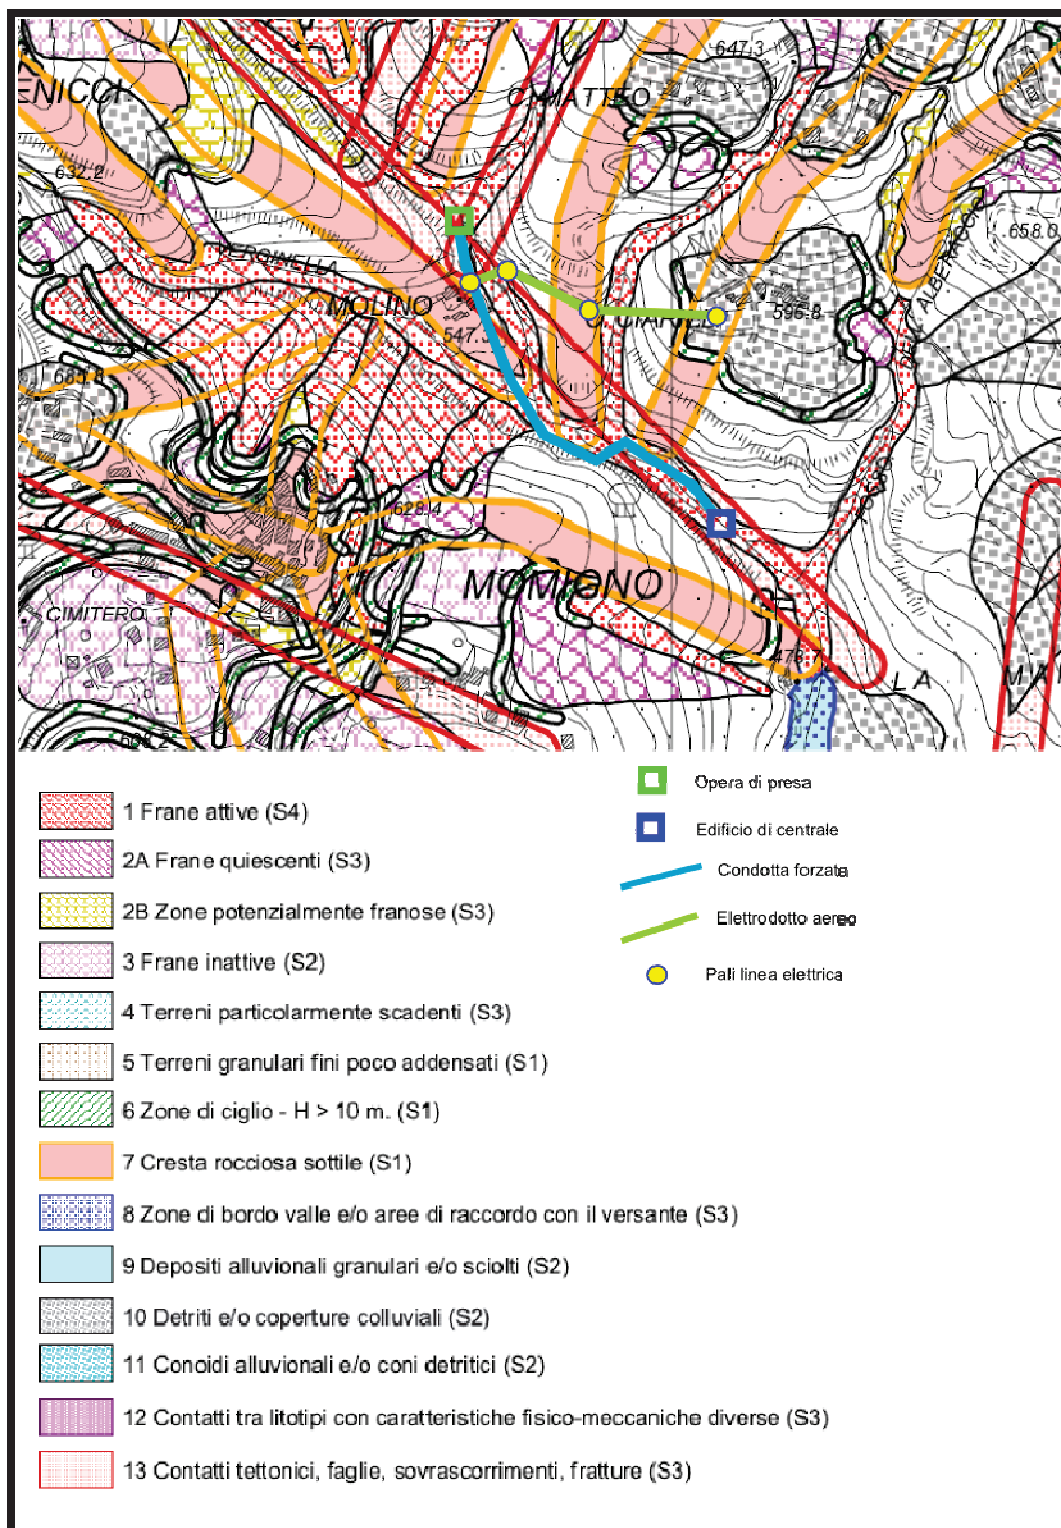 647.3
ENICCI
CA MATTEO
632.2
658.0
VERGINELLA
MOLINO
596.8
547.
628.4
MOMIGNO
CIMITERO
478.7
LA
MA
1 Frane attive (S4)
2A Frane quiescenti (S3)
2B Zone potenzialmente franose (S3)
3 Frane inattive (S2)
4 Terreni particolarmente scadenti (S3)
5 Terreni granulari fini poco addensati (S1)
6 Zone di ciglio - H > 10 m. (S1)
7 Cresta rocciosa sottile (S1)
8 Zone di bordo valle e/o aree di raccordo con il versante (S3)
9 Depositi alluvionali granulari e/o sciolti (S2)
10 Detriti e/o coperture colluviali (S2)
11 Conoidi alluvionali e/o coni detritici (S2)
12 Contatti tra litotipi con caratteristiche fisico-meccaniche diverse (S3)
13 Contatti tettonici, faglie, sovrascorrimenti, fratture (S3)
Opera di presa
Edificio di centrale
Condotta forzata
Elettrodotto aereo
Pali linea elettrica